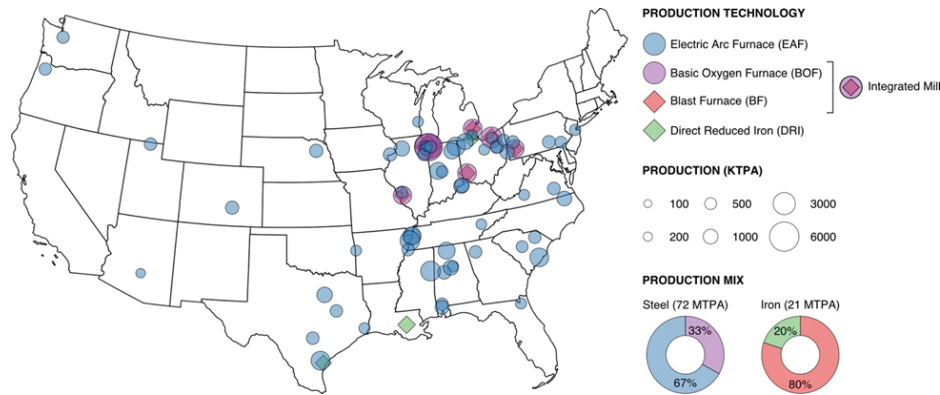 PRODUCTION TECHNOLOGY
Electric Arc Furnace (EAF)
Basic Oxygen Furnace (BOF)
Integrated Mill
Blast Furnace (BF)
Direct Reduced Iron (DRI)
PRODUCTION (KTPA)
100 500 3000
200 1000 6000
PRODUCTION MIX
Steel (72 MTPA) Iron (21 MTPA)
33% 20%
67% 80%